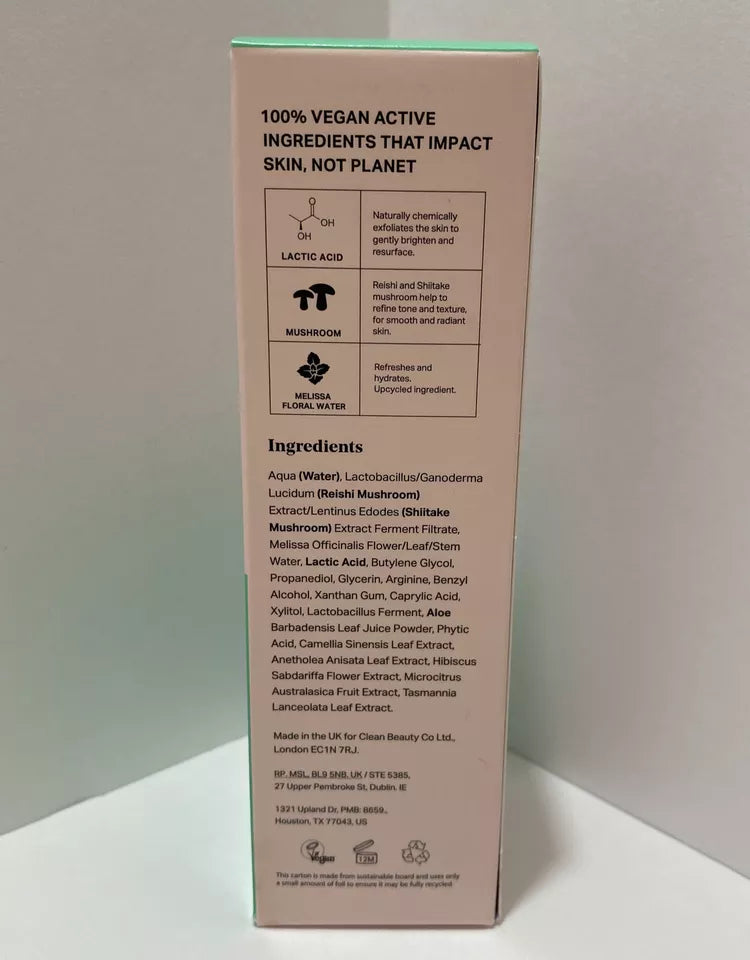 100% VEGAN ACTIVE
INGREDIENTS THAT IMPACT
SKIN, NOT PLANET
O
OH
OH
LACTIC ACID
Naturally chemically
exfoliates the skin to
gently brighten and
resurface.
MUSHROOM
Reishi and Shiitake
mushroom help to
refine tone and texture,
for smooth and radiant
skin.
MELISSA
FLORAL WATER
Refreshes and
hydrates.
Upcycled ingredient.
Ingredients
Aqua (Water), Lactobacillus/Ganoderma
Lucidum (Reishi Mushroom)
Extract/Lentinus Edodes (Shiitake
Mushroom) Extract Ferment Filtrate,
Melissa Officinalis Flower/Leaf/Stem
Water, Lactic Acid, Butylene Glycol,
Propanediol, Glycerin, Arginine, Benzyl
Alcohol, Xanthan Gum, Caprylic Acid,
Xylitol, Lactobacillus Ferment, Aloe
Barbadensis Leaf Juice Powder, Phytic
Acid, Camellia Sinensis Leaf Extract,
Anetholea Anisata Leaf Extract, Hibiscus
Sabdariffa Flower Extract, Microcitrus
Australasica Fruit Extract, Tasmannia
Lanceolata Leaf Extract.
Made in the UK for Clean Beauty Co Ltd.,
London EC1N 7RJ.
RP, MSL, BL9 5NB, UK / STE 5385,
27 Upper Pembroke St, Dublin, IE
1321 Upland Dr, PMB: 8659.,
Houston, TX 77043, US
Vegan
12M
This carton is made from sustainable board and uses only
a small amount of foil to ensure it may be fully recycled